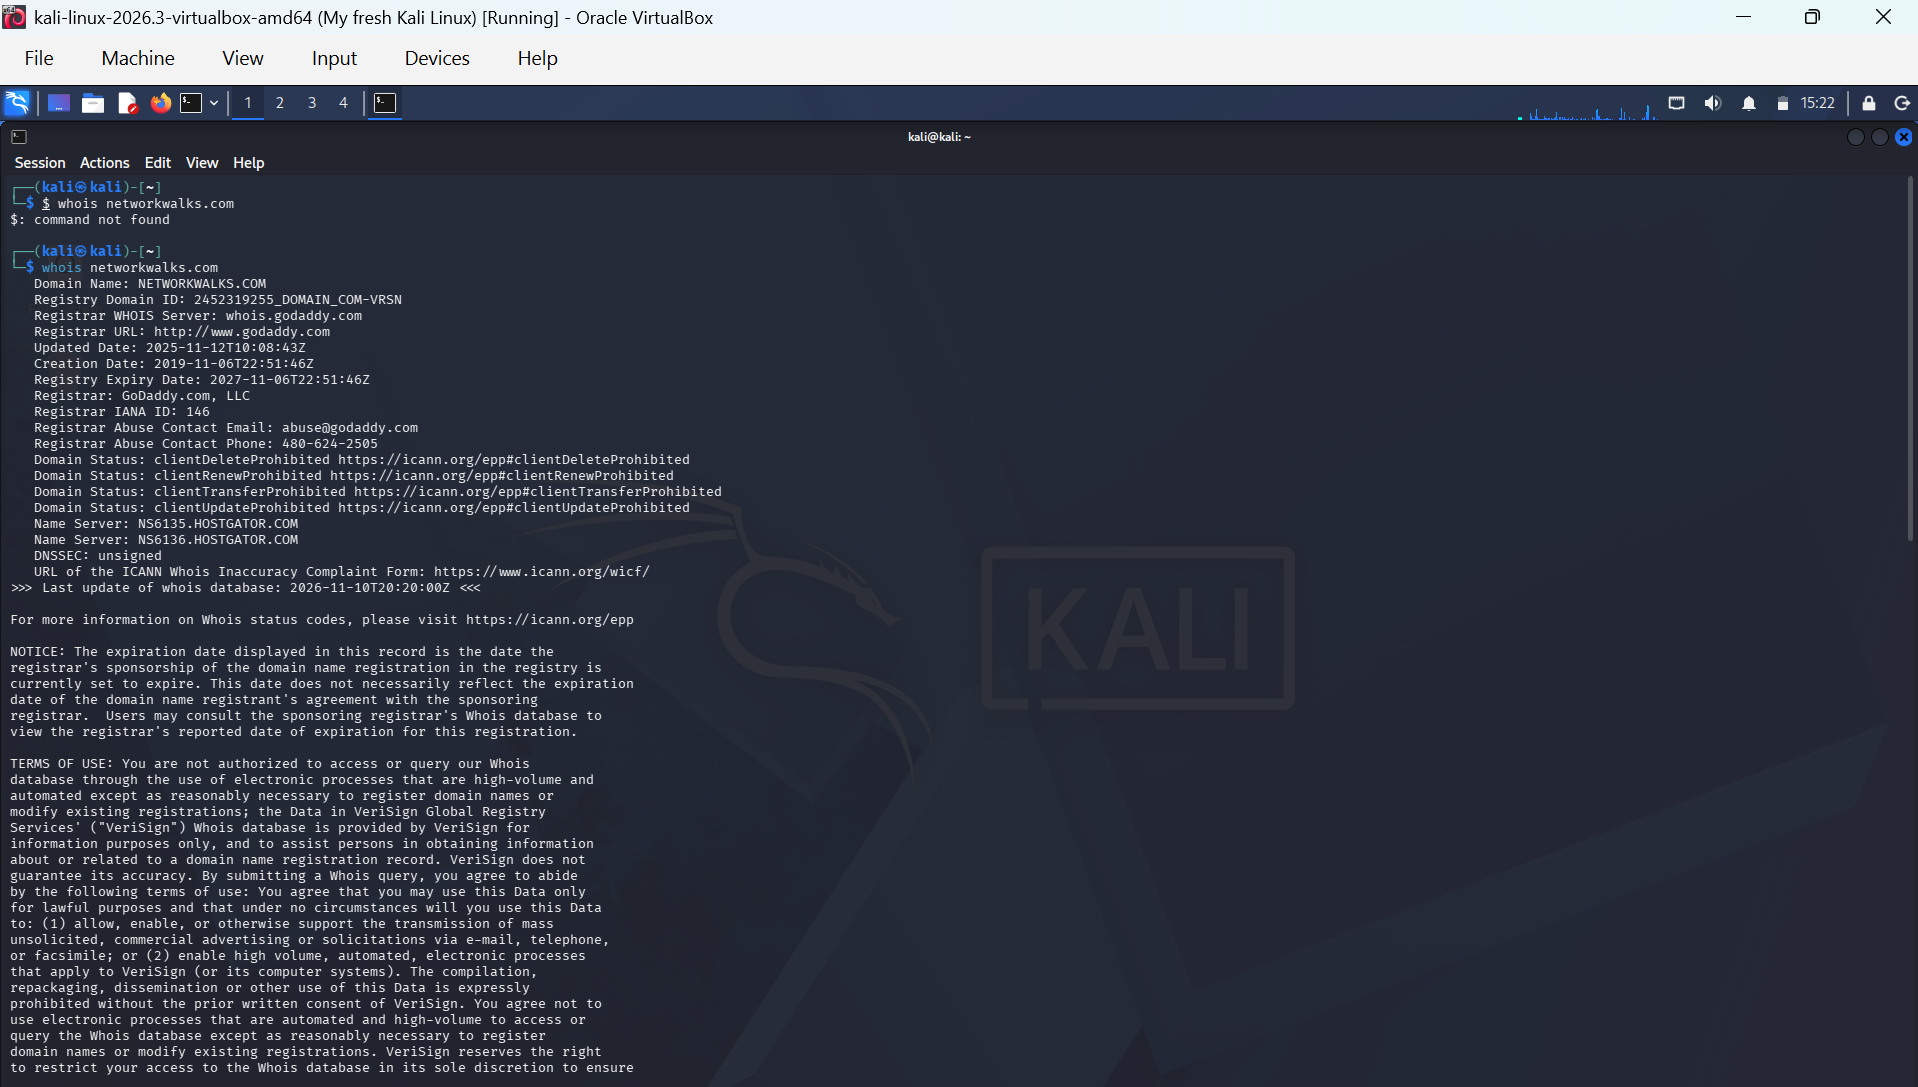 kali-linux-2026.3-virtualbox-amd64 (My fresh Kali Linux) [Running] - Oracle VirtualBox
File Machine View Input Devices Help
1 2 3 4 15:22
kali@kali: ~
Session Actions Edit View Help
┌──(kali㉿kali)-[~]
└─$ $ whois networkwalks.com
$: command not found
┌──(kali㉿kali)-[~]
└─$ whois networkwalks.com
Domain Name: NETWORKWALKS.COM
Registry Domain ID: 2452319255_DOMAIN_COM-VRSN
Registrar WHOIS Server: whois.godaddy.com
Registrar URL: http://www.godaddy.com
Updated Date: 2025-11-12T10:08:43Z
Creation Date: 2019-11-06T22:51:46Z
Registry Expiry Date: 2027-11-06T22:51:46Z
Registrar: GoDaddy.com, LLC
Registrar IANA ID: 146
Registrar Abuse Contact Email: abuse@godaddy.com
Registrar Abuse Contact Phone: 480-624-2505
Domain Status: clientDeleteProhibited https://icann.org/epp#clientDeleteProhibited
Domain Status: clientRenewProhibited https://icann.org/epp#clientRenewProhibited
Domain Status: clientTransferProhibited https://icann.org/epp#clientTransferProhibited
Domain Status: clientUpdateProhibited https://icann.org/epp#clientUpdateProhibited
Name Server: NS6135.HOSTGATOR.COM
Name Server: NS6136.HOSTGATOR.COM
DNSSEC: unsigned
URL of the ICANN Whois Inaccuracy Complaint Form: https://www.icann.org/wicf/
>>> Last update of whois database: 2026-11-10T20:20:00Z <<<
For more information on Whois status codes, please visit https://icann.org/epp
NOTICE: The expiration date displayed in this record is the date the
registrar's sponsorship of the domain name registration in the registry is
currently set to expire. This date does not necessarily reflect the expiration
date of the domain name registrant's agreement with the sponsoring
registrar.  Users may consult the sponsoring registrar's Whois database to
view the registrar's reported date of expiration for this registration.
TERMS OF USE: You are not authorized to access or query our Whois
database through the use of electronic processes that are high-volume and
automated except as reasonably necessary to register domain names or
modify existing registrations; the Data in VeriSign Global Registry
Services' ("VeriSign") Whois database is provided by VeriSign for
information purposes only, and to assist persons in obtaining information
about or related to a domain name registration record. VeriSign does not
guarantee its accuracy. By submitting a Whois query, you agree to abide
by the following terms of use: You agree that you may use this Data only
for lawful purposes and that under no circumstances will you use this Data
to: (1) allow, enable, or otherwise support the transmission of mass
unsolicited, commercial advertising or solicitations via e-mail, telephone,
or facsimile; or (2) enable high volume, automated, electronic processes
that apply to VeriSign (or its computer systems). The compilation,
repackaging, dissemination or other use of this Data is expressly
prohibited without the prior written consent of VeriSign. You agree not to
use electronic processes that are automated and high-volume to access or
query the Whois database except as reasonably necessary to register
domain names or modify existing registrations. VeriSign reserves the right
to restrict your access to the Whois database in its sole discretion to ensure
KALI